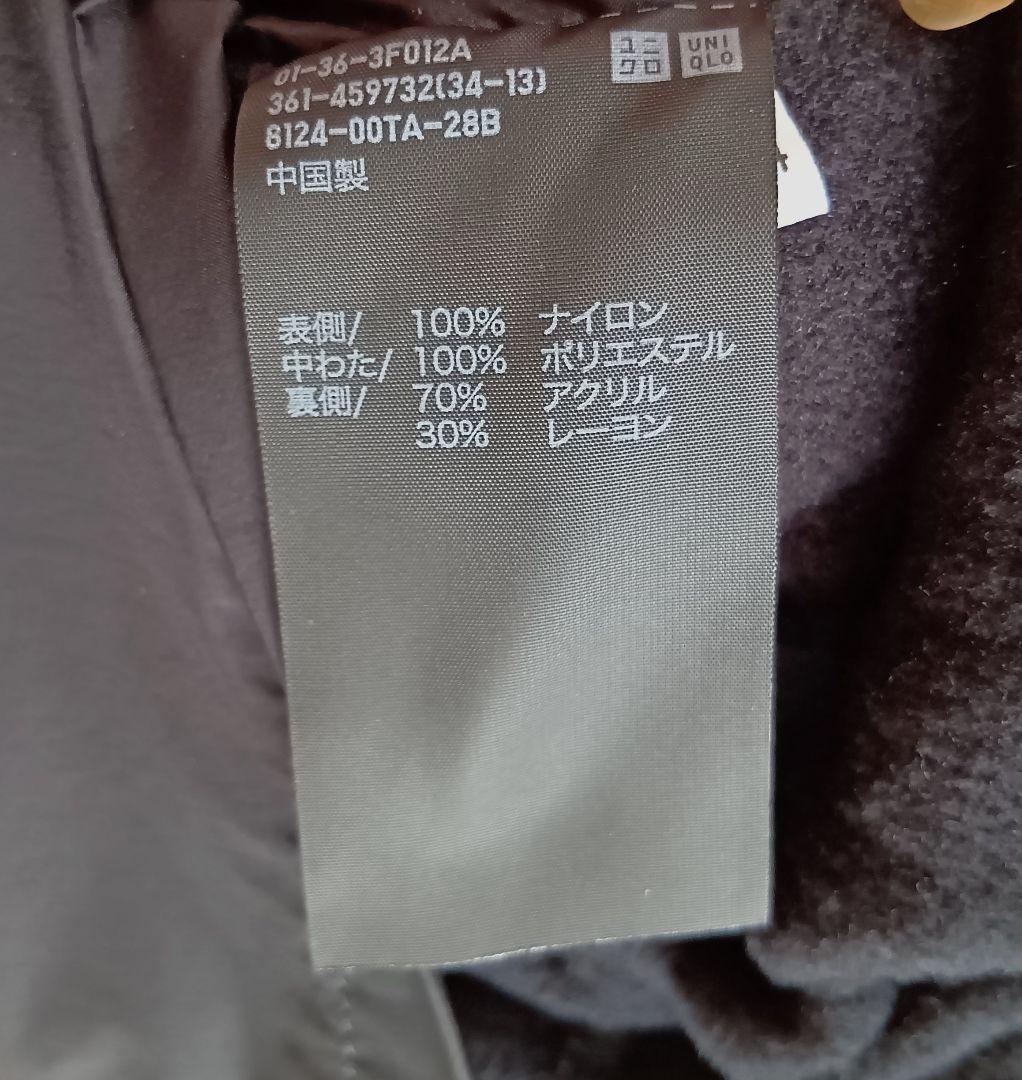 ユニクロ UNIQLO
01-36-3F012A
361-459732(34-13)
8124-00TA-28B
中国製
表側/ 100% ナイロン
中わた/ 100% ポリエステル
裏側/ 70% アクリル
30% レーヨン